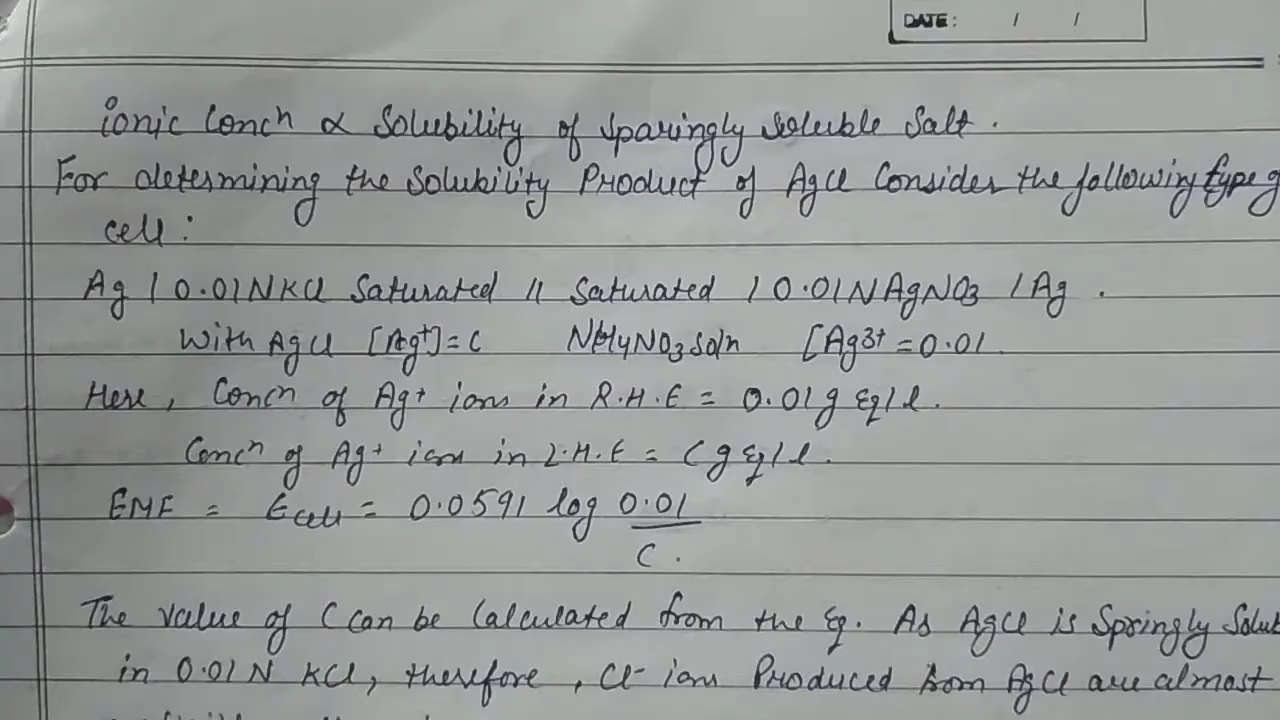 DATE: / /
ionic Concn ∝ Solubility of Sparingly Soluble Salt.
For determining the Solubility Product of AgCl Consider the following type
cell:
Ag | 0.01N KCl Saturated || Saturated | 0.01N AgNO3 | Ag.
With AgCl [Ag+] = C NH4NO3 Soln [Ag3+ = 0.01
Here, Concn of Ag+ ions in R.H.E = 0.01g Eq/l.
Concn of Ag+ ions in L.H.E = C g Eq/l.
EMF = Ecell = 0.0591 log 0.01
C.
The value of C can be Calculated from the Eq. As AgCl is Springly Solub
in 0.01 N KCl, therefore, Cl- ions Produced from AgCl are almost